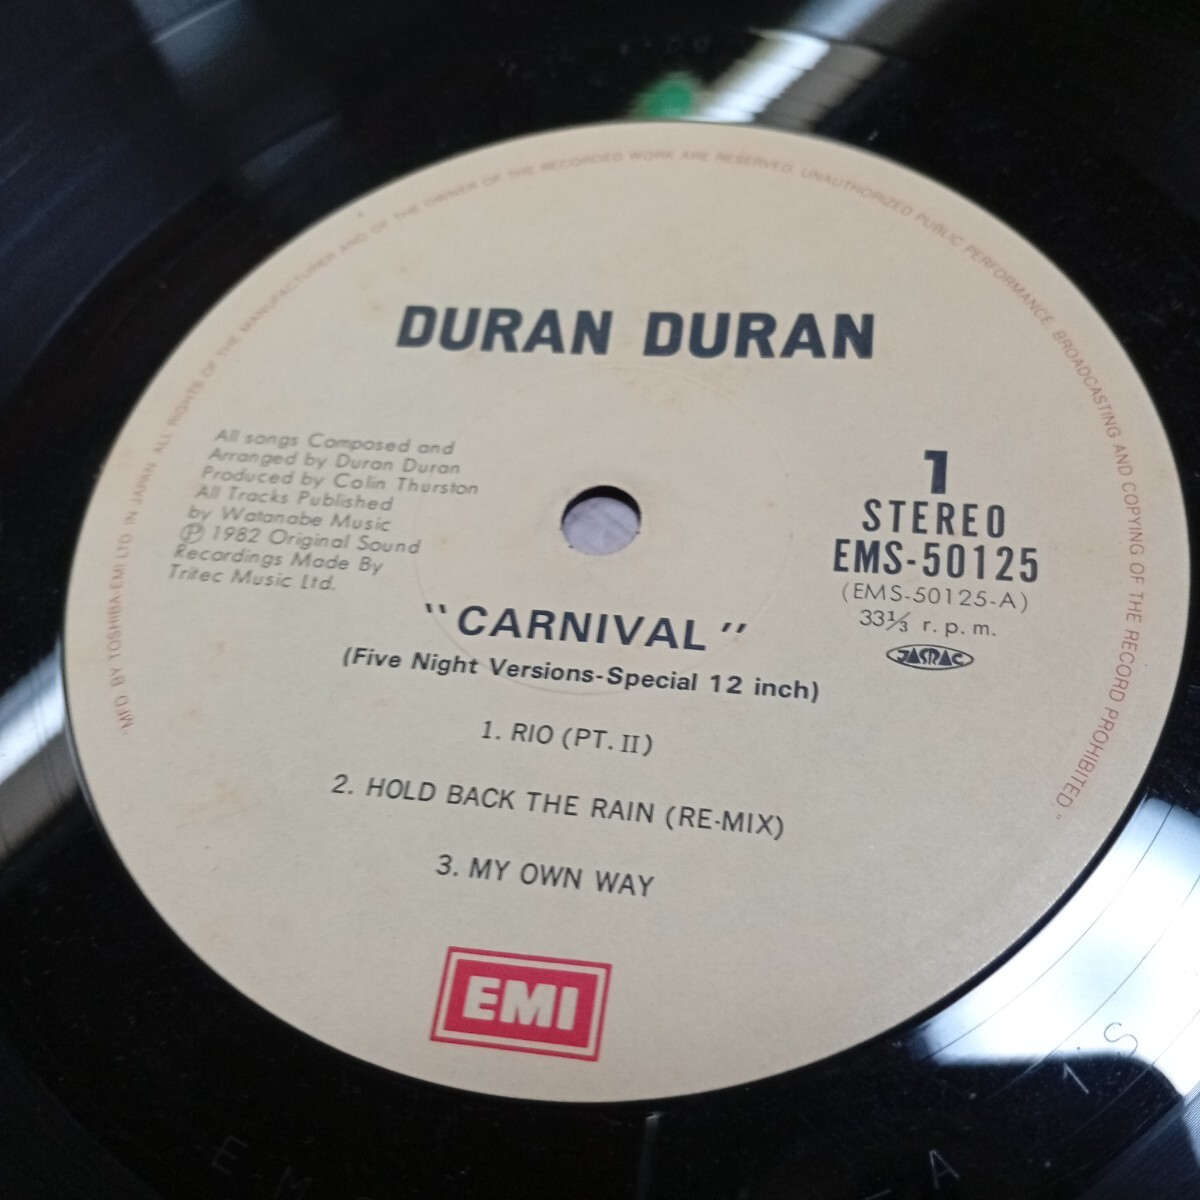 "MFD BY TOSHIBA-EMI LTD IN JAPAN ALL RIGHTS OF THE MANUFACTURER AND OF THE OWNER OF THE RECORDED WORK ARE RESERVED. UNAUTHORIZED PUBLIC PERFORMANCE. BROADCASTING AND COPYING OF THE RECORD PROHIBITED."
DURAN DURAN
All songs Composed and
Arranged by Duran Duran
Produced by Colin Thurston
All Tracks Published
by Watanabe Music
Ⓟ 1982 Original Sound
Recordings Made By
Tritec Music Ltd.
1
STEREO
EMS-50125
(EMS-50125-A)
33⅓ r.p.m.
JASRAC
"CARNIVAL"
(Five Night Versions-Special 12 inch)
1. RIO (PT. II)
2. HOLD BACK THE RAIN (RE-MIX)
3. MY OWN WAY
EMI